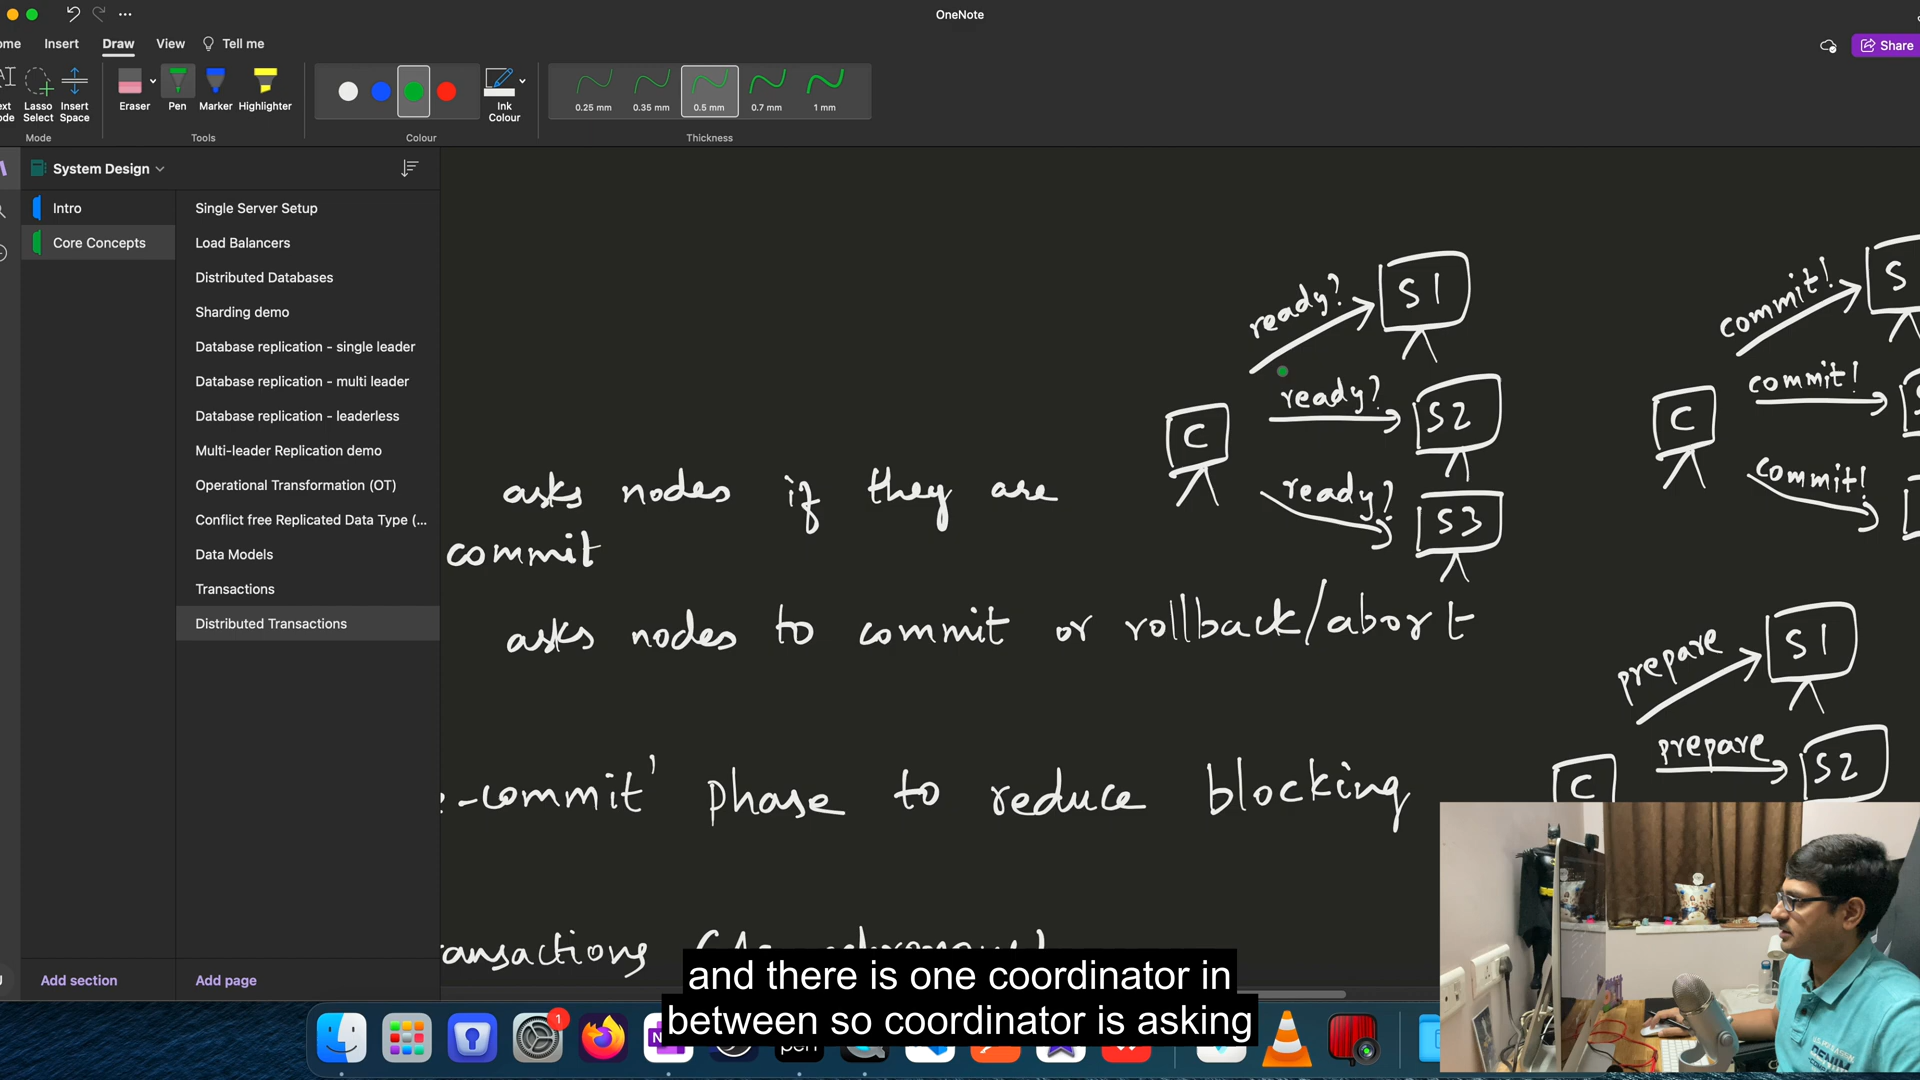 OneNote
Insert
Draw
View
Tell me
Share
Eraser
Pen
Marker
Highlighter
Lasso Select
Insert Space
Ink Colour
0.25 mm
0.35 mm
0.5 mm
0.7 mm
1 mm
Mode
Tools
Colour
Thickness
System Design
Intro
Core Concepts
Single Server Setup
Load Balancers
Distributed Databases
Sharding demo
Database replication - single leader
Database replication - multi leader
Database replication - leaderless
Multi-leader Replication demo
Operational Transformation (OT)
Conflict free Replicated Data Type (...
Data Models
Transactions
Distributed Transactions
Add section
Add page
ready?
S1
ready?
S2
C
ready?
S3
commit!
S
commit!
C
commit!
asks nodes if they are
commit
asks nodes to commit or rollback/abort
prepare
S1
prepare
S2
C
-commit' phase to reduce blocking
ansactions
and there is one coordinator in
between so coordinator is asking
1